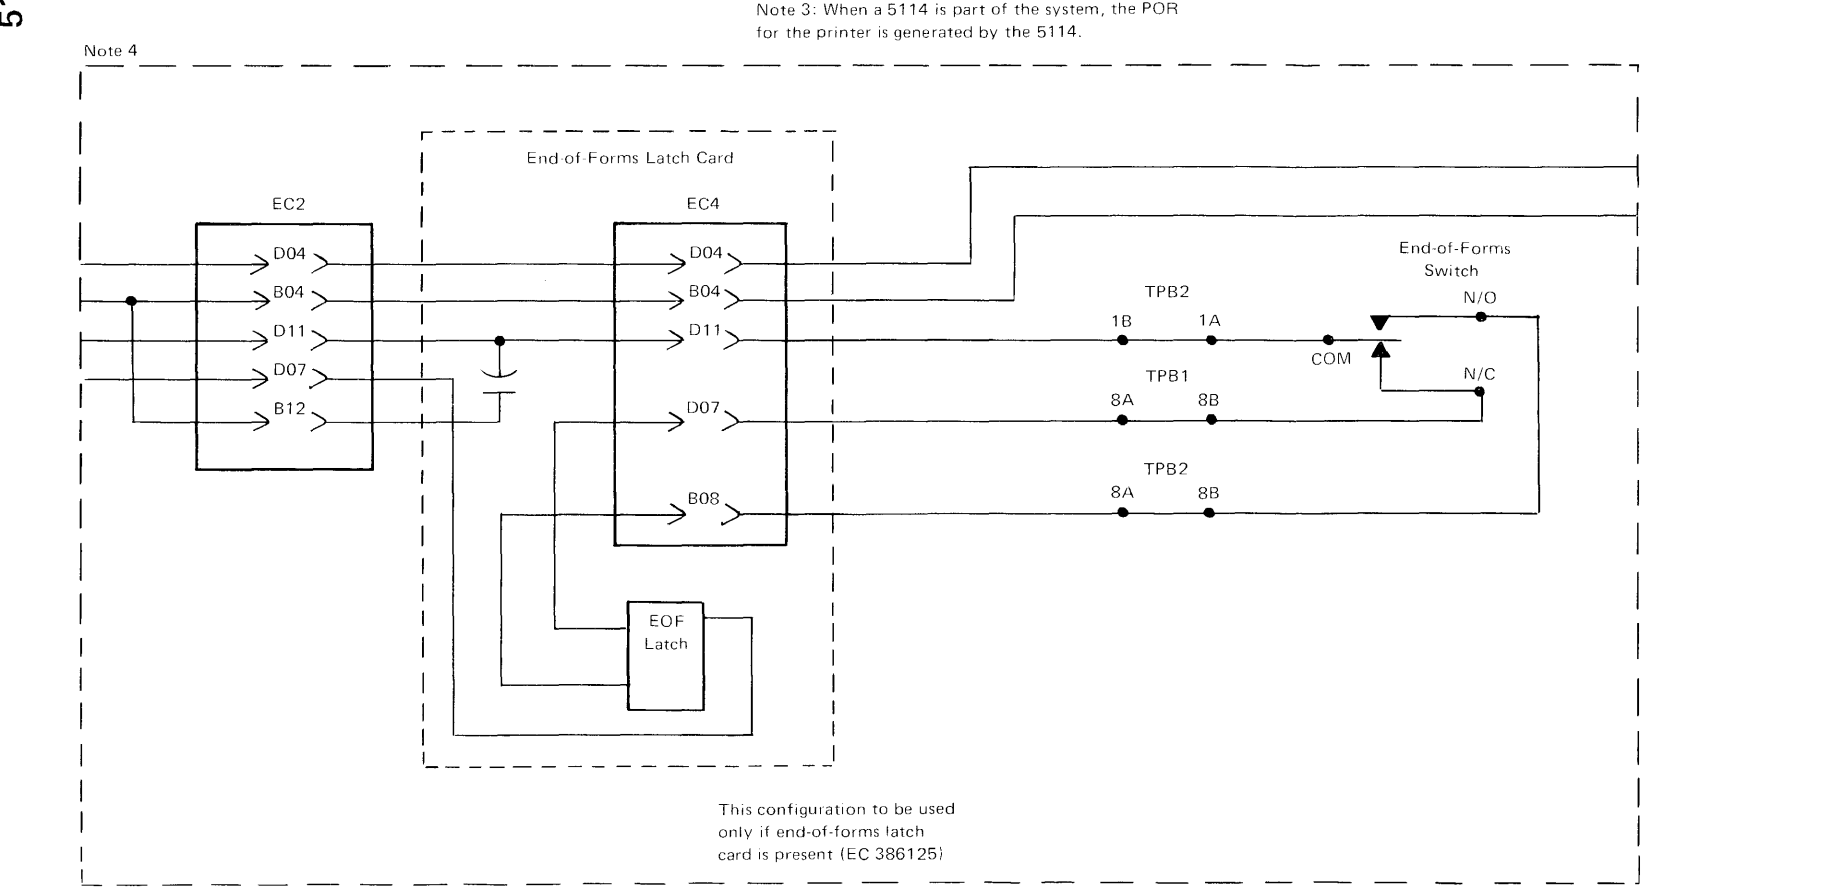 Note 3: When a 5114 is part of the system, the POR
for the printer is generated by the 5114.
Note 4
End-of-Forms Latch Card
EC2
EC4
D04
B04
D11
D07
B12
D04
B04
D11
D07
B08
EOF
Latch
TPB2
1B 1A
COM
TPB1
8A 8B
TPB2
8A 8B
End-of-Forms
Switch
N/O
N/C
This configuration to be used
only if end-of-forms latch
card is present (EC 386125)